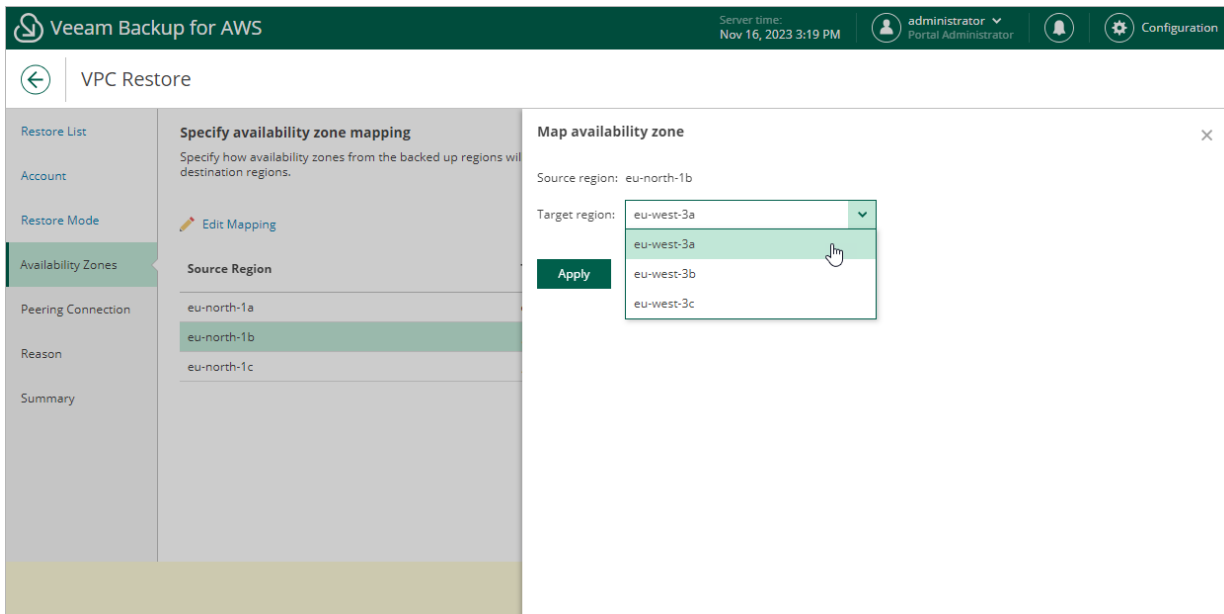 Veeam Backup for AWS
Server time:
Nov 16, 2023 3:19 PM
administrator
Portal Administrator
Configuration
VPC Restore
Restore List
Account
Restore Mode
Availability Zones
Peering Connection
Reason
Summary
Specify availability zone mapping
Specify how availability zones from the backed up regions
destination regions.
Edit Mapping
Source Region
eu-north-1a
eu-north-1b
eu-north-1c
Map availability zone
Source region: eu-north-1b
Target region: eu-west-3a
eu-west-3a
eu-west-3b
eu-west-3c
Apply